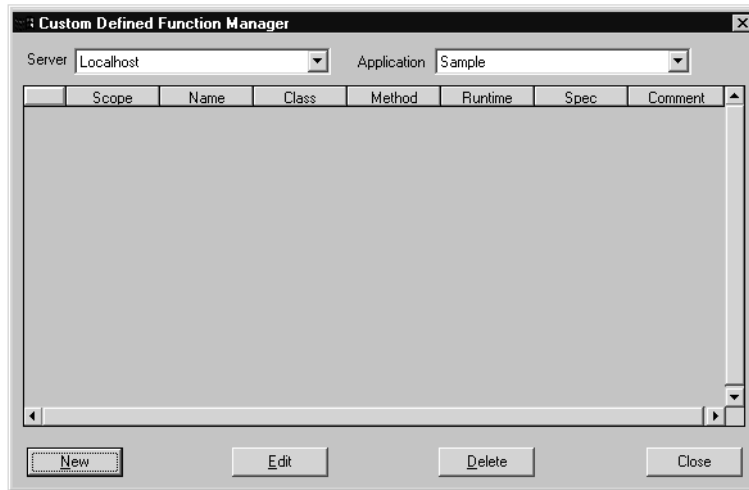 Custom Defined Function Manager
Server Localhost Application Sample
Scope Name Class Method Runtime Spec Comment
New Edit Delete Close